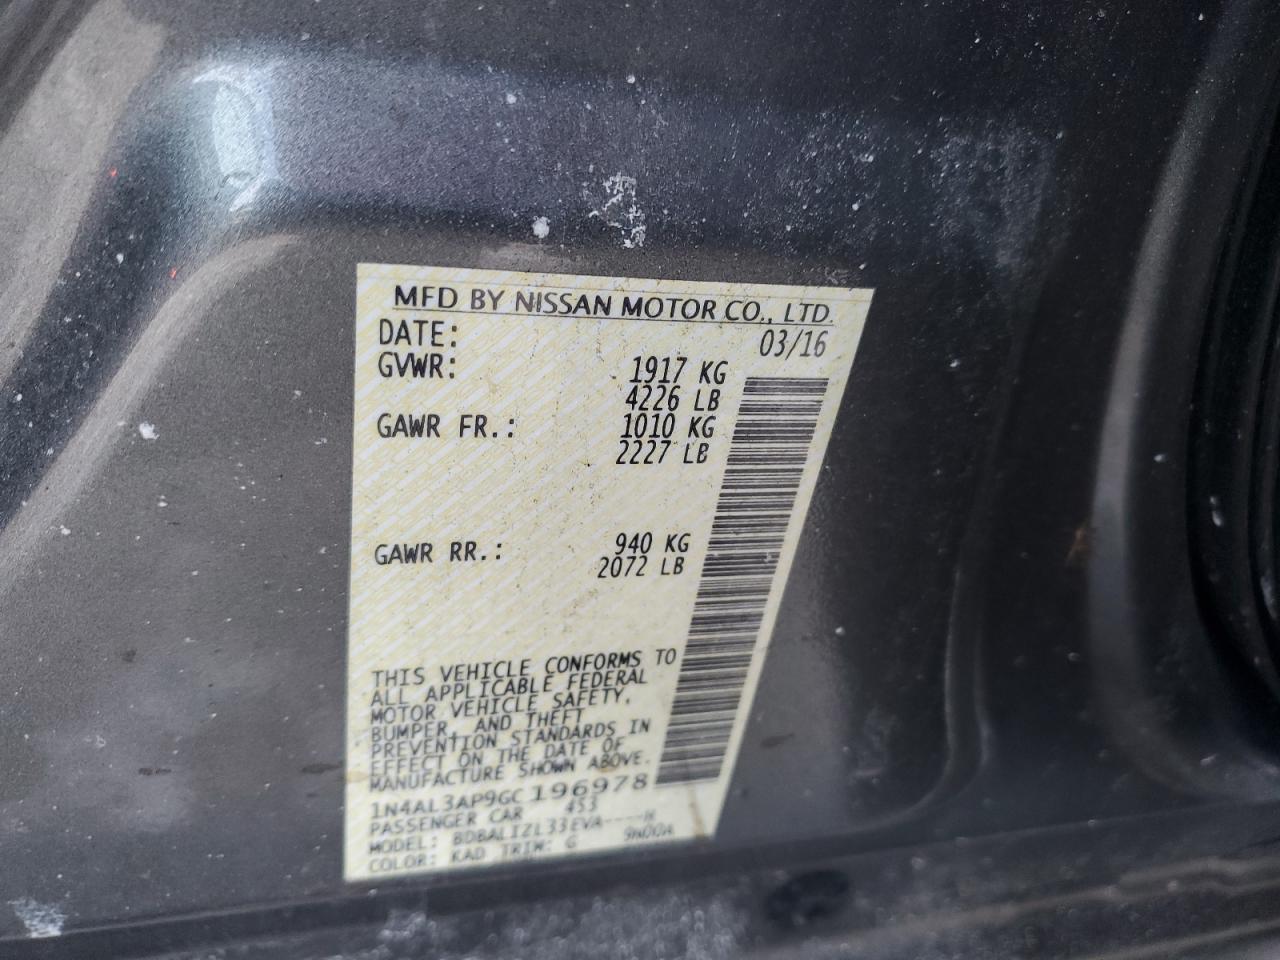 MFD BY NISSAN MOTOR CO., LTD.
DATE: 03/16
GVWR: 1917 KG
4226 LB
GAWR FR.: 1010 KG
2227 LB
GAWR RR.: 940 KG
2072 LB
THIS VEHICLE CONFORMS TO
ALL APPLICABLE FEDERAL
MOTOR VEHICLE SAFETY,
BUMPER, AND THEFT
PREVENTION STANDARDS IN
EFFECT ON THE DATE OF
MANUFACTURE SHOWN ABOVE.
1N4AL3AP9GC196978
PASSENGER CAR 453
MODEL: BDBALIZL33EVA----H
COLOR: KAD TRIM: G